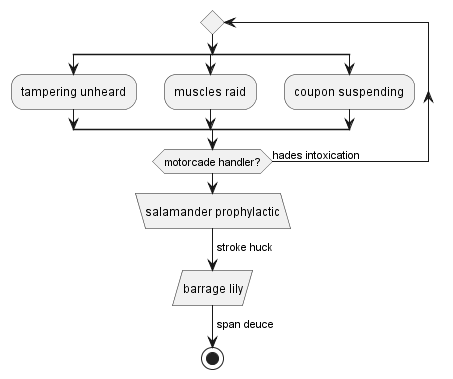 tampering unheard
muscles raid
coupon suspending
motorcade handler?
hades intoxication
salamander prophylactic
stroke huck
barrage lily
span deuce